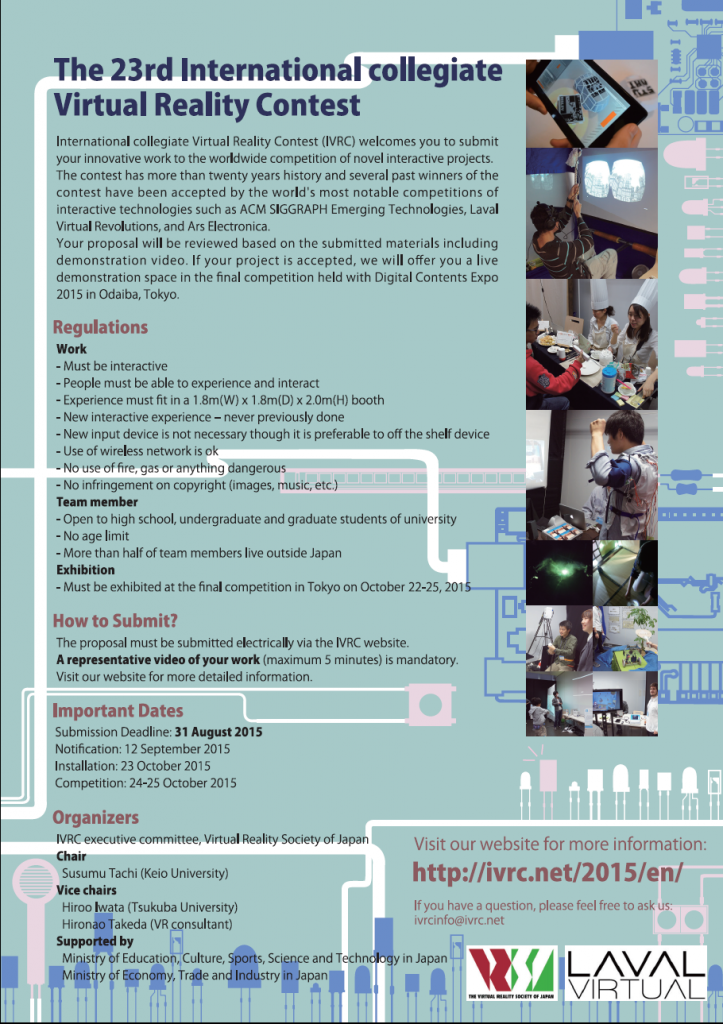 The 23rd International collegiate
Virtual Reality Contest
International collegiate Virtual Reality Contest (IVRC) welcomes you to submit
your innovative work to the worldwide competition of novel interactive projects.
The contest has more than twenty years history and several past winners of the
contest have been accepted by the world's most notable competitions of
interactive technologies such as ACM SIGGRAPH Emerging Technologies, Laval
Virtual Revolutions, and Ars Electronica.
Your proposal will be reviewed based on the submitted materials including
demonstration video. If your project is accepted, we will offer you a live
demonstration space in the final competition held with Digital Contents Expo
2015 in Odaiba, Tokyo.
Regulations
Work
- Must be interactive
- People must be able to experience and interact
- Experience must fit in a 1.8m(W) x 1.8m(D) x 2.0m(H) booth
- New interactive experience – never previously done
- New input device is not necessary though it is preferable to off the shelf device
- Use of wireless network is ok
- No use of fire, gas or anything dangerous
- No infringement on copyright (images, music, etc.)
Team member
- Open to high school, undergraduate and graduate students of university
- No age limit
- More than half of team members live outside Japan
Exhibition
- Must be exhibited at the final competition in Tokyo on October 22-25, 2015
How to Submit?
The proposal must be submitted electrically via the IVRC website.
A representative video of your work (maximum 5 minutes) is mandatory.
Visit our website for more detailed information.
Important Dates
Submission Deadline: 31 August 2015
Notification: 12 September 2015
Installation: 23 October 2015
Competition: 24-25 October 2015
Organizers
IVRC executive committee, Virtual Reality Society of Japan
Chair
Susumu Tachi (Keio University)
Vice chairs
Hiroo Iwata (Tsukuba University)
Hironao Takeda (VR consultant)
Supported by
Ministry of Education, Culture, Sports, Science and Technology in Japan
Ministry of Economy, Trade and Industry in Japan
Visit our website for more information:
http://ivrc.net/2015/en/
If you have a question, please feel free to ask us:
ivrcinfo@ivrc.net
THE VIRTUAL REALITY SOCIETY OF JAPAN
LAVAL
VIRTUAL